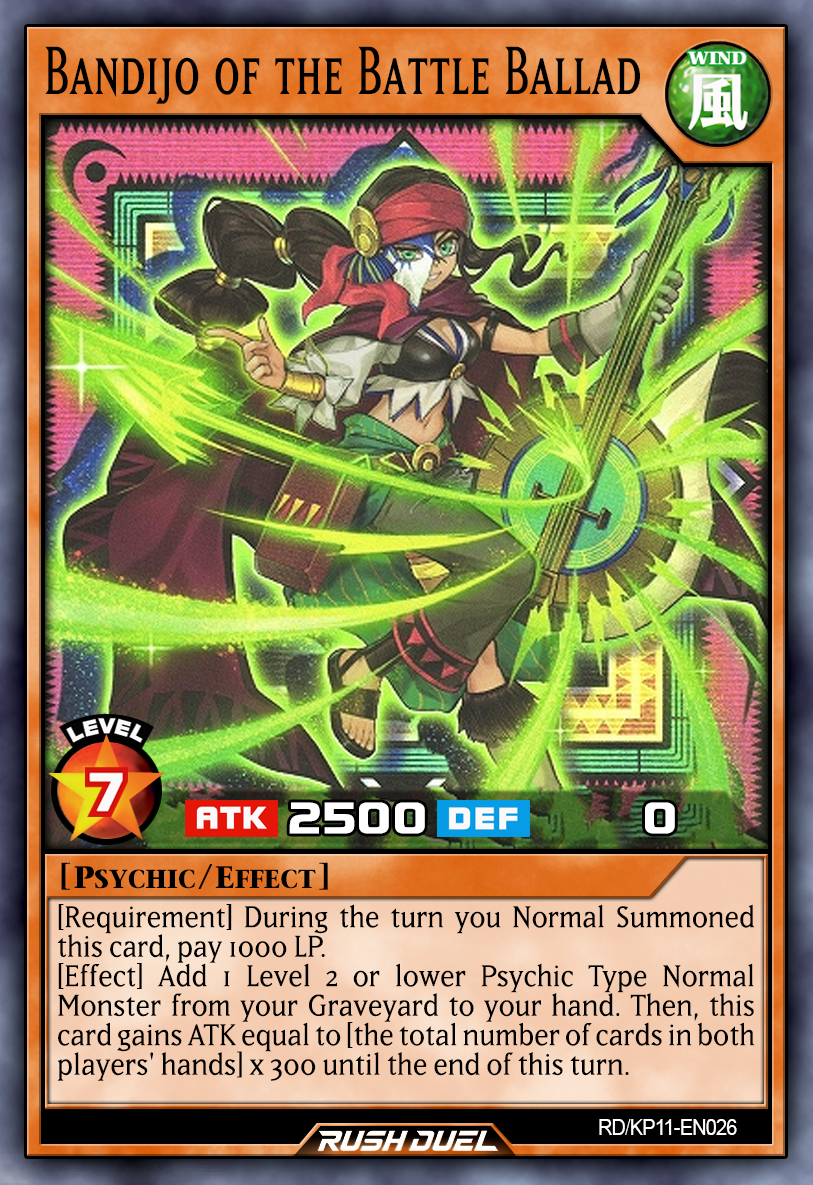 Bandijo of the Battle Ballad
WIND
風
LEVEL
7
ATK 2500 DEF 0
[Psychic/Effect]
[Requirement] During the turn you Normal Summoned
this card, pay 1000 LP.
[Effect] Add 1 Level 2 or lower Psychic Type Normal
Monster from your Graveyard to your hand. Then, this
card gains ATK equal to [the total number of cards in both
players' hands] x 300 until the end of this turn.
RD/KP11-EN026
RUSH DUEL